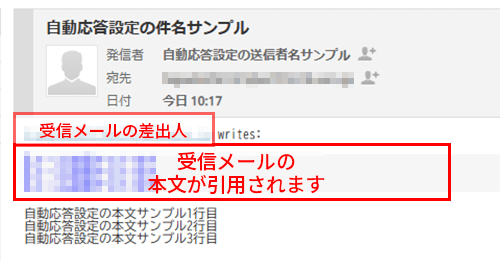 自動応答設定の件名サンプル
発信者 自動応答設定の送信者名サンプル
宛先
日付 今日 10:17
受信メールの差出人 writes:
受信メールの
本文が引用されます
自動応答設定の本文サンプル1行目
自動応答設定の本文サンプル2行目
自動応答設定の本文サンプル3行目